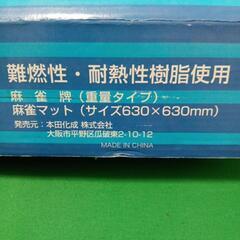 難燃性・耐熱性樹脂使用
麻雀牌（重量タイプ）
麻雀マット（サイズ630×630mm）
発売元：本田化成 株式会社
大阪市平野区瓜破東2-10-12
MADE IN CHINA